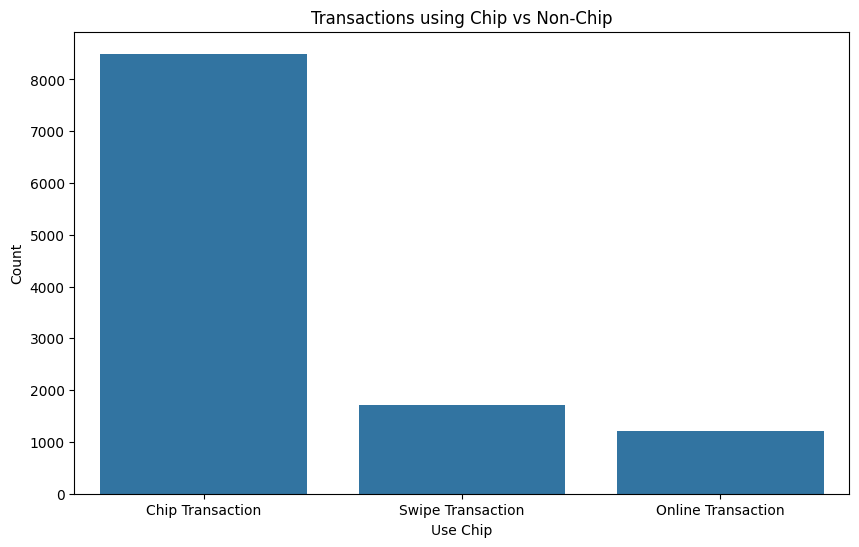 Transactions using Chip vs Non-Chip
8000
7000
6000
5000
4000
3000
2000
1000
0
Count
Chip Transaction
Swipe Transaction
Online Transaction
Use Chip